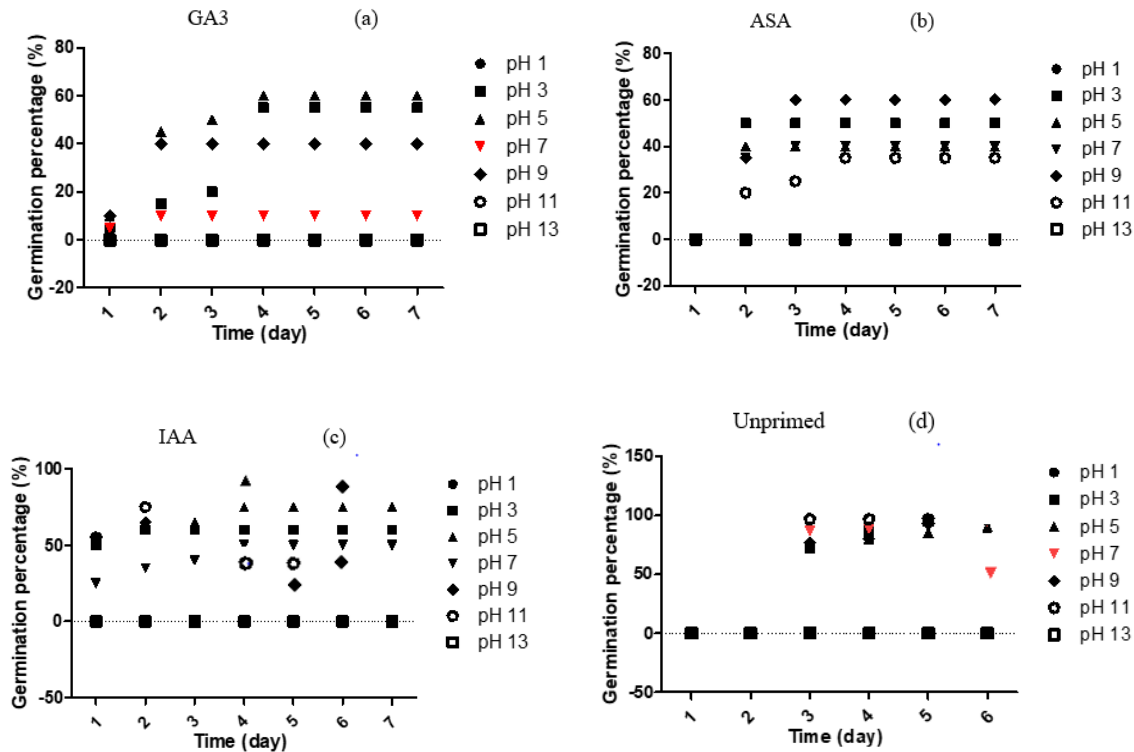 GA3 (a)
Germination percentage (%)
80
60
40
20
0
-20
1 2 3 4 5 6 7
Time (day)
pH 1
pH 3
pH 5
pH 7
pH 9
pH 11
pH 13
ASA (b)
Germination percentage (%)
80
60
40
20
0
-20
1 2 3 4 5 6 7
Time (day)
pH 1
pH 3
pH 5
pH 7
pH 9
pH 11
pH 13
IAA (c)
Germination percentage (%)
100
50
0
-50
1 2 3 4 5 6 7
Time (day)
pH 1
pH 3
pH 5
pH 7
pH 9
pH 11
pH 13
Unprimed (d)
Germination percentage (%)
150
100
50
0
-50
1 2 3 4 5 6
Time (day)
pH 1
pH 3
pH 5
pH 7
pH 9
pH 11
pH 13